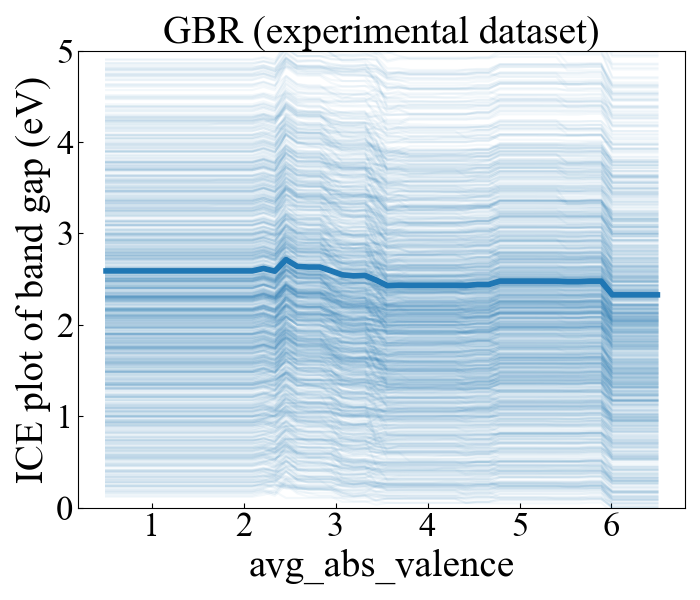 GBR (experimental dataset)
ICE plot of band gap (eV)
5
4
3
2
1
0
1 2 3 4 5 6
avg_abs_valence